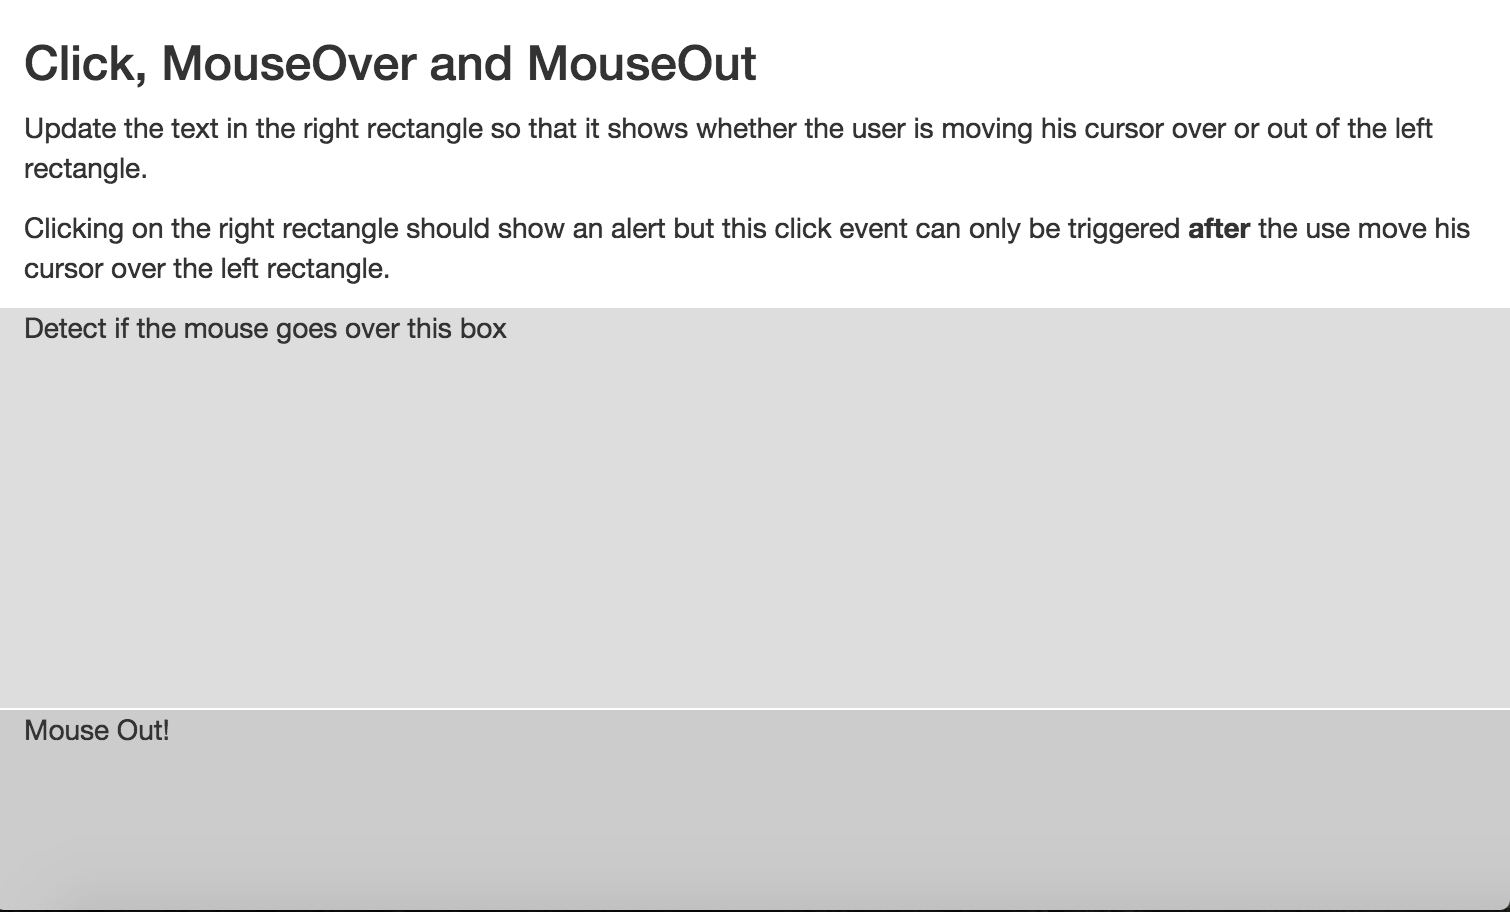 Click, MouseOver and MouseOut
Update the text in the right rectangle so that it shows whether the user is moving his cursor over or out of the left
rectangle.
Clicking on the right rectangle should show an alert but this click event can only be triggered after the use move his
cursor over the left rectangle.
Detect if the mouse goes over this box
Mouse Out!